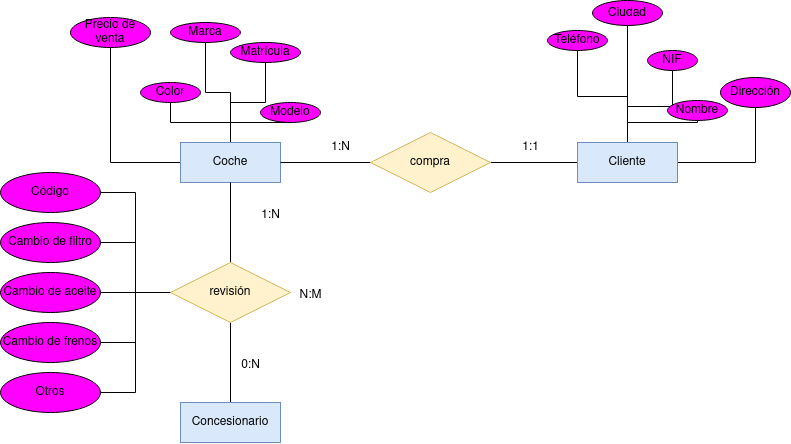 Ciudad
Precio de
venta
Marca
Teléfono
Matrícula
NIF
Color
Dirección
Modelo
Nombre
1:N
1:1
Coche
compra
Cliente
Código
1:N
Cambio de filtro
Cambio de aceite
revisión
N:M
Cambio de frenos
0:N
Otros
Concesionario